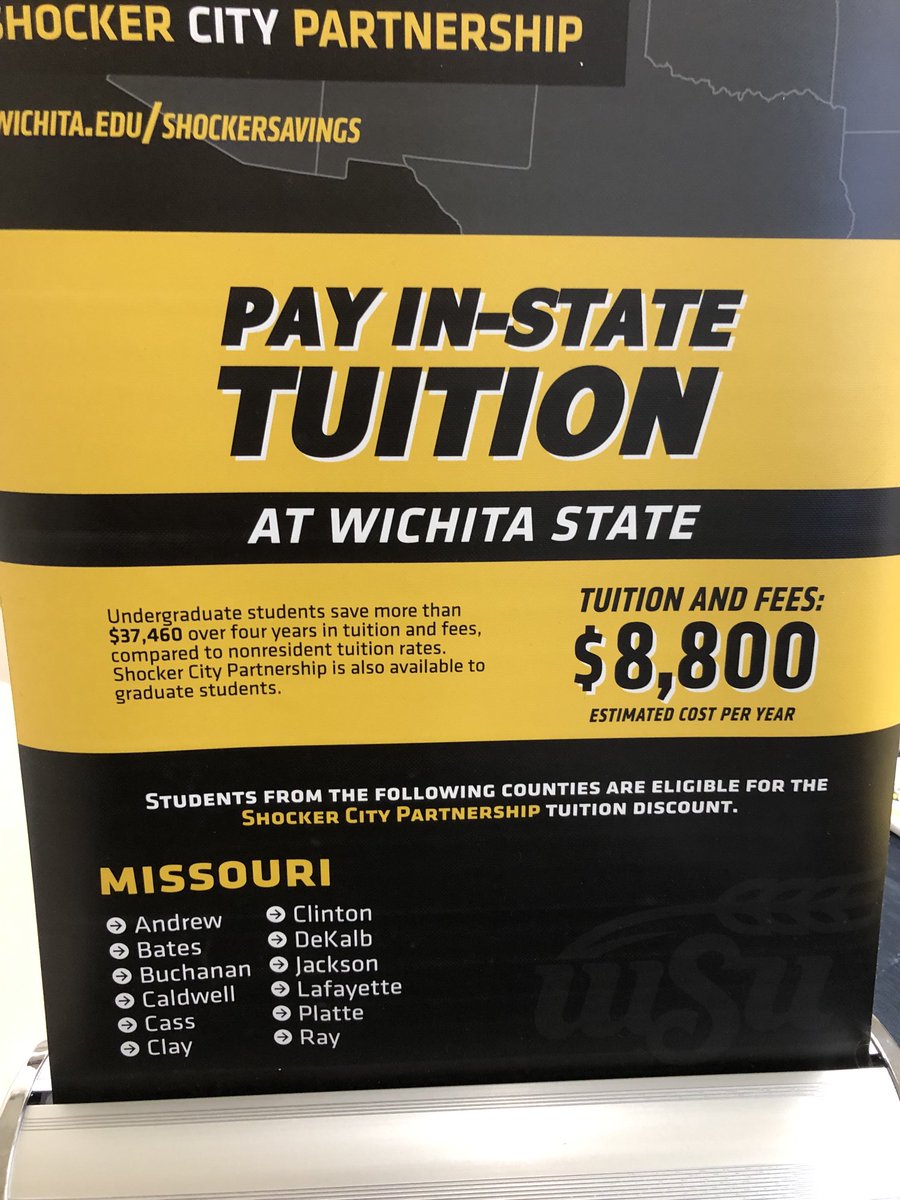 SHOCKER CITY PARTNERSHIP
WICHITA.EDU/SHOCKERSAVINGS
PAY IN-STATE
TUITION
AT WICHITA STATE
Undergraduate students save more than
$37,460 over four years in tuition and fees,
compared to nonresident tuition rates.
Shocker City Partnership is also available to
graduate students.
TUITION AND FEES:
$8,800
ESTIMATED COST PER YEAR
STUDENTS FROM THE FOLLOWING COUNTIES ARE ELIGIBLE FOR THE
SHOCKER CITY PARTNERSHIP TUITION DISCOUNT.
MISSOURI
Andrew
Bates
Buchanan
Caldwell
Cass
Clay
Clinton
DeKalb
Jackson
Lafayette
Platte
Ray
wsu